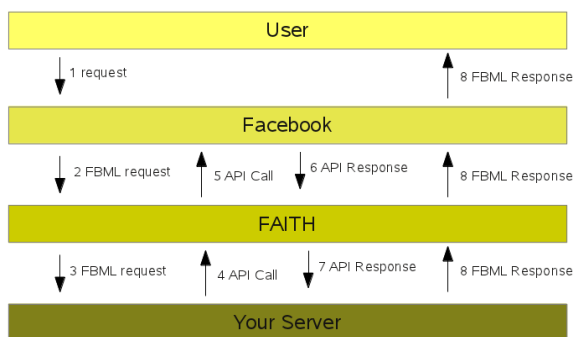 User
1 request
8 FBML Response
Facebook
2 FBML request
5 API Call
6 API Response
8 FBML Response
FAITH
3 FBML request
4 API Call
7 API Response
8 FBML Response
Your Server